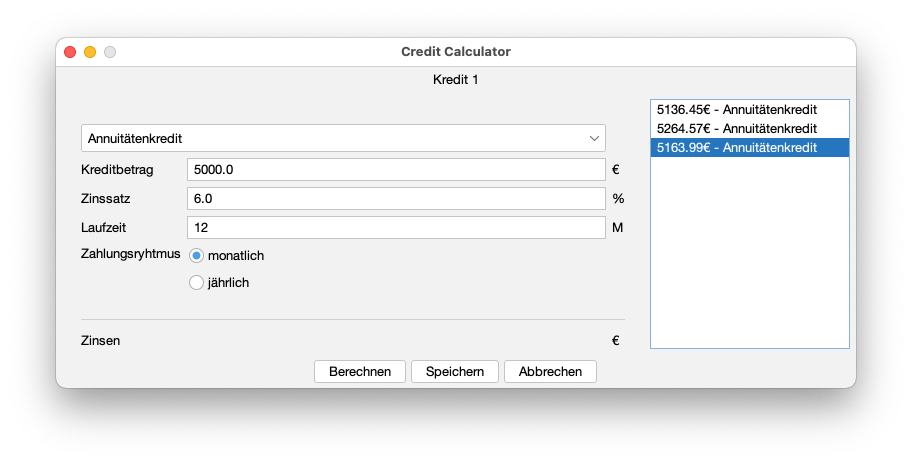 Credit Calculator
Kredit 1
Annuitätenkredit
Kreditbetrag 5000.0 €
Zinssatz 6.0 %
Laufzeit 12 M
Zahlungsryhtmus monatlich
jährlich
Zinsen €
Berechnen Speichern Abbrechen
5136.45€ - Annuitätenkredit
5264.57€ - Annuitätenkredit
5163.99€ - Annuitätenkredit